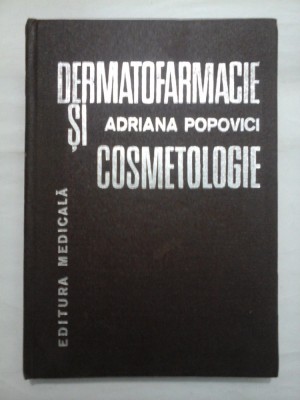 DERMATOFARMACIE
ȘI ADRIANA POPOVICI
COSMETOLOGIE
EDITURA MEDICALĂ